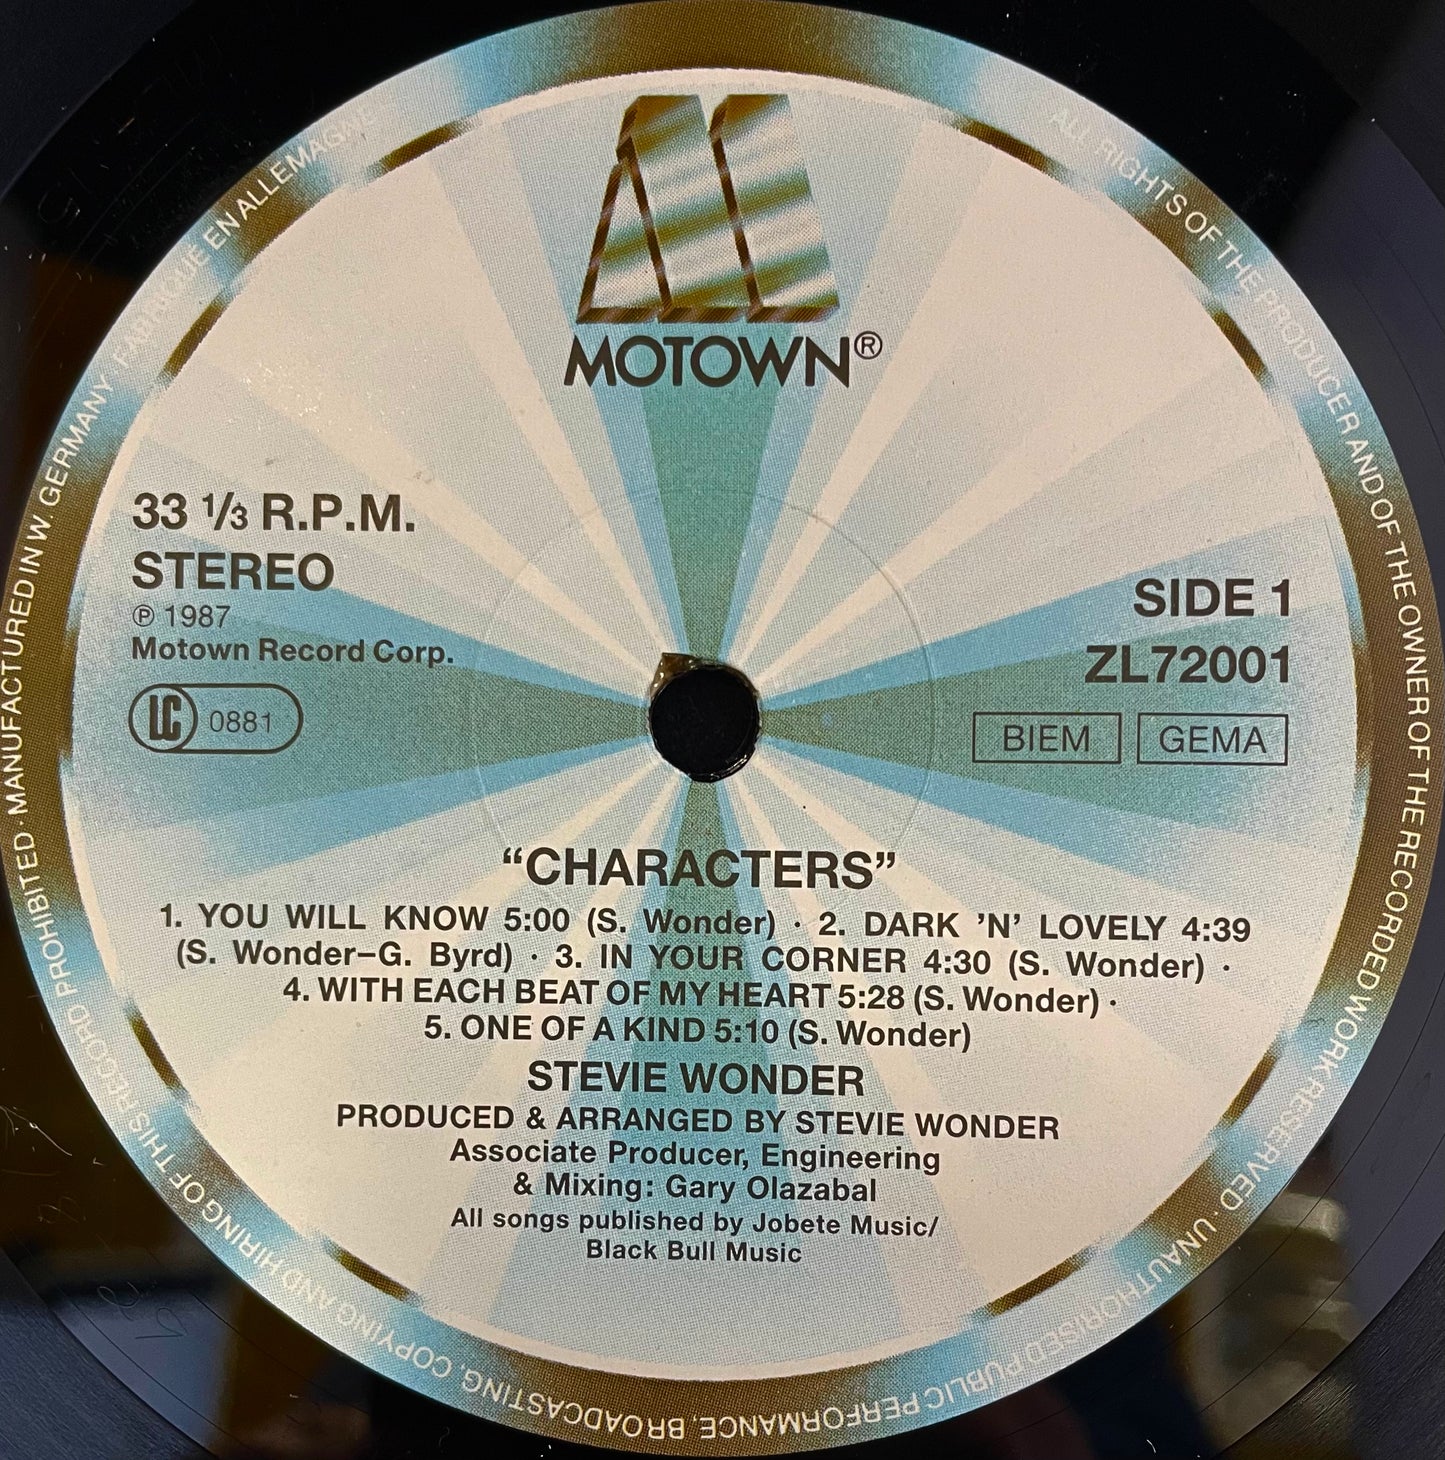 MOTOWN®
33 1/3 R.P.M.
STEREO
℗ 1987
Motown Record Corp.
LC 0881
SIDE 1
ZL72001
BIEM GEMA
“CHARACTERS”
1. YOU WILL KNOW 5:00 (S. Wonder) · 2. DARK ’N’ LOVELY 4:39
(S. Wonder–G. Byrd) · 3. IN YOUR CORNER 4:30 (S. Wonder) ·
4. WITH EACH BEAT OF MY HEART 5:28 (S. Wonder) ·
5. ONE OF A KIND 5:10 (S. Wonder)
STEVIE WONDER
PRODUCED & ARRANGED BY STEVIE WONDER
Associate Producer, Engineering
& Mixing: Gary Olazabal
All songs published by Jobete Music/
Black Bull Music
ALL RIGHTS OF THE PRODUCER AND OF THE OWNER OF THE RECORDED WORK RESERVED · UNAUTHORISED PUBLIC PERFORMANCE, BROADCASTING, COPYING AND HIRING OF THIS RECORD PROHIBITED · MANUFACTURED IN W. GERMANY · FABRIQUÉ EN ALLEMAGNE